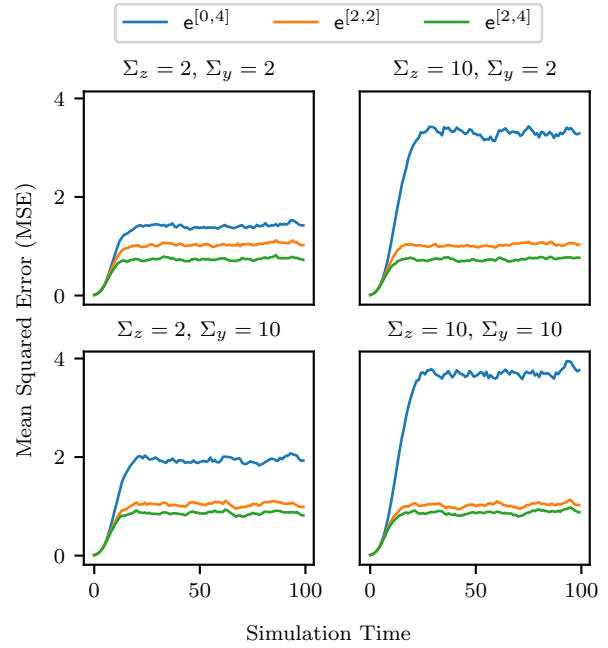 e^[0,4] e^[2,2] e^[2,4]
Σ_z = 2, Σ_y = 2
Σ_z = 10, Σ_y = 2
4
2
0
Mean Squared Error (MSE)
Σ_z = 2, Σ_y = 10
Σ_z = 10, Σ_y = 10
4
2
0
0 50 100
0 50 100
Simulation Time